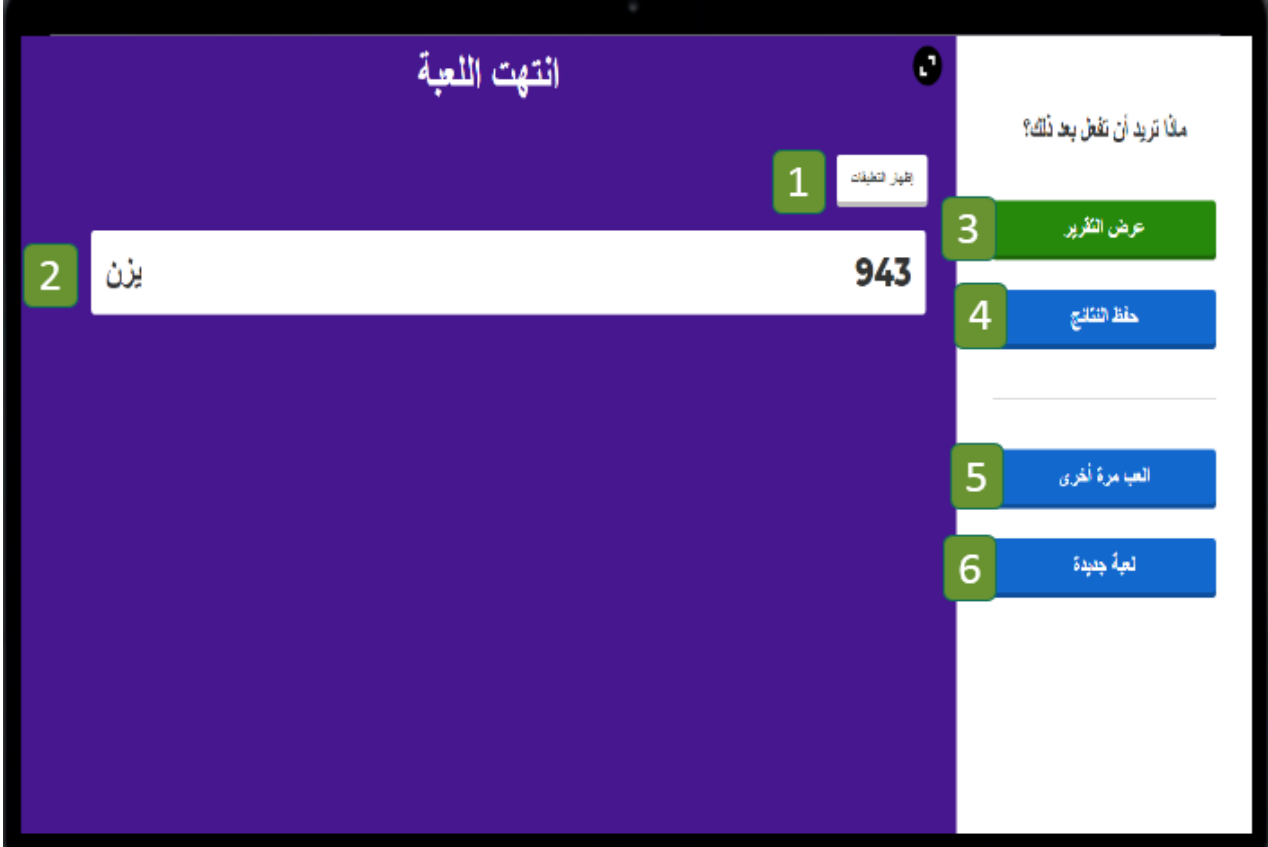 انتهت اللعبة
1
إظهار التعليقات
2
يزن
943
ماذا تريد أن تفعل بعد ذلك؟
3
عرض التقرير
4
حفظ النتائج
5
العب مرة أخرى
6
لعبة جديدة